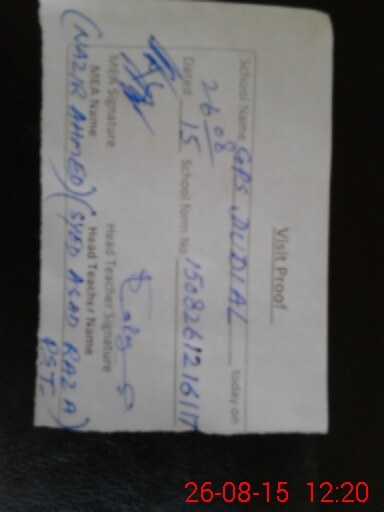 Visit Proof
School Name GPS DUDIAL today on
26-08
Dated 15 School form No 1508261216117
MEA Signature Head Teacher Signature
MEA Name Head Teacher Name
(NAZIR AHMED) (SYED ASAD RAZA)
PST
26-08-15 12:20